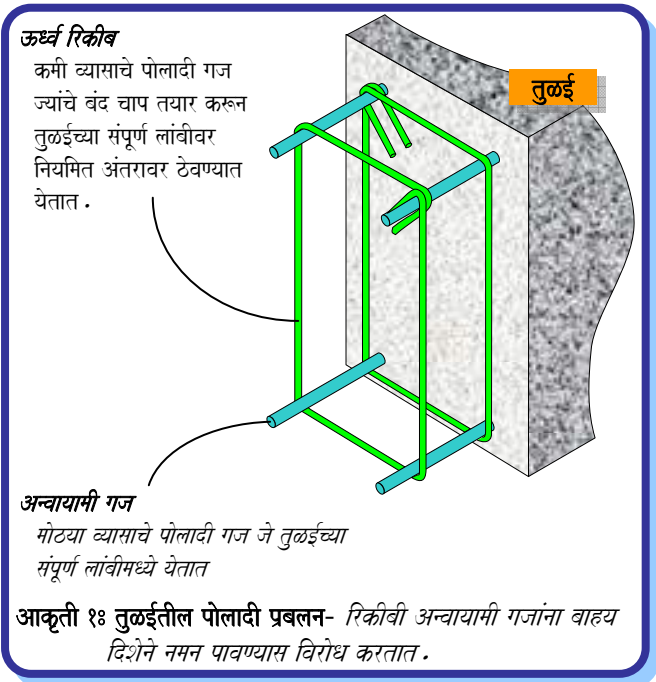 ऊर्ध्व रिकीब
कमी व्यासाचे पोलादी गज
ज्यांचे बंद चाप तयार करून
तुळईच्या संपूर्ण लांबीवर
नियमित अंतरावर ठेवण्यात
येतात.
तुळई
अन्वायामी गज
मोठया व्यासाचे पोलादी गज जे तुळईच्या
संपूर्ण लांबीमध्ये येतात
आकृती १ः तुळईतील पोलादी प्रबलन- रिकीबी अन्वायामी गजांना बाहय
दिशेने नमन पावण्यास विरोध करतात.